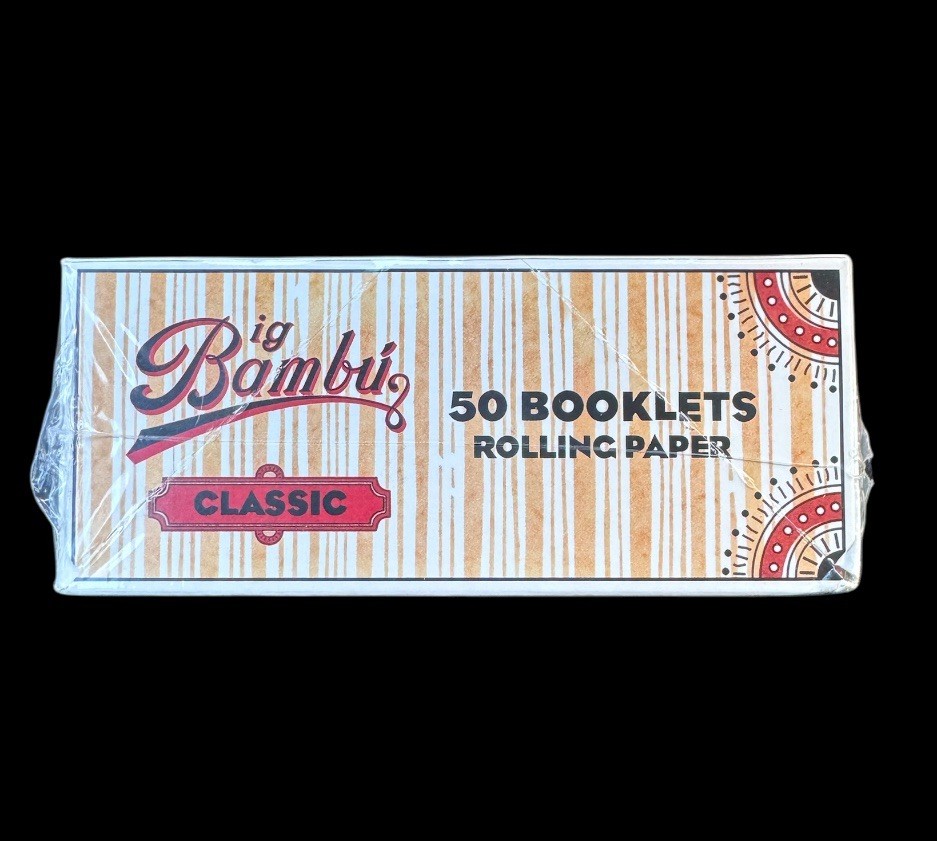 Big
Bambú
CLASSIC
50 BOOKLETS
ROLLING PAPER